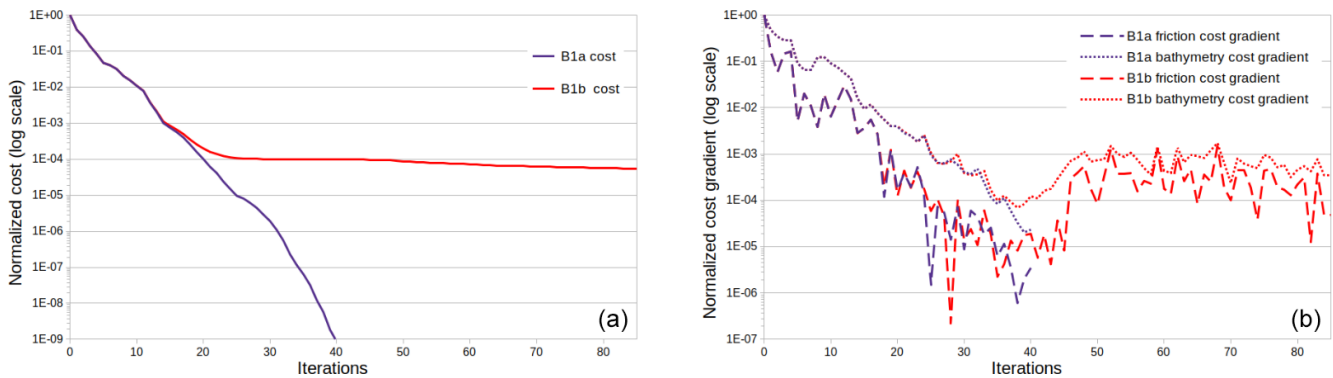 Normalized cost (log scale)
1E+00
1E-01
1E-02
1E-03
1E-04
1E-05
1E-06
1E-07
1E-08
1E-09
B1a cost
B1b cost
(a)
0 10 20 30 40 50 60 70 80
Iterations
Normalized cost gradient (log scale)
1E+00
1E-01
1E-02
1E-03
1E-04
1E-05
1E-06
1E-07
B1a friction cost gradient
B1a bathymetry cost gradient
B1b friction cost gradient
B1b bathymetry cost gradient
(b)
0 10 20 30 40 50 60 70 80
Iterations